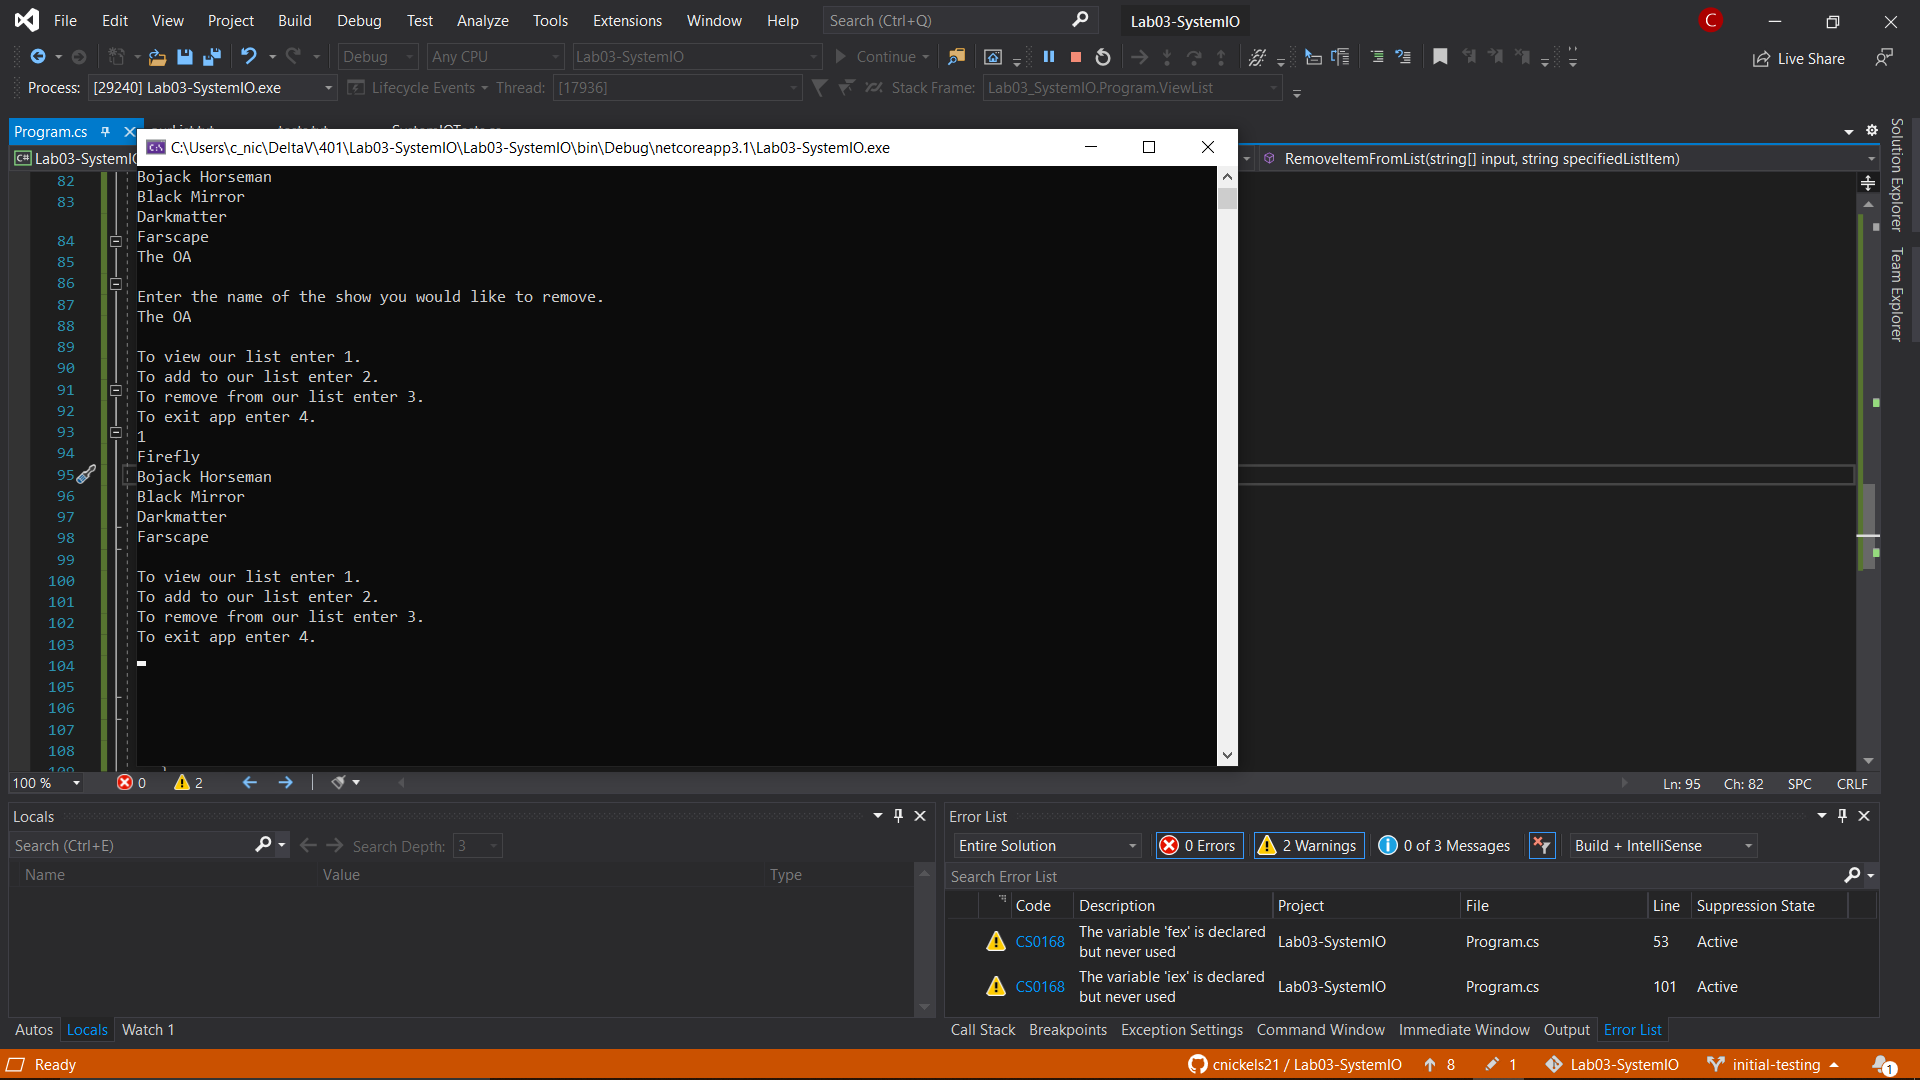 File Edit View Project Build Debug Test Analyze Tools Extensions Window Help Search (Ctrl+Q) Lab03-SystemIO C
Debug Any CPU Lab03-SystemIO Continue Live Share
Process: [29240] Lab03-SystemIO.exe Lifecycle Events Thread: [17936] Stack Frame: Lab03_SystemIO.Program.ViewList
Program.cs
C:\Users\c_nic\DeltaV\401\Lab03-SystemIO\Lab03-SystemIO\bin\Debug\netcoreapp3.1\Lab03-SystemIO.exe
Lab03-SystemIO RemoveItemFromList(string[] input, string specifiedListItem)
Solution Explorer
Team Explorer
82
83
84
85
86
87
88
89
90
91
92
93
94
95
96
97
98
99
100
101
102
103
104
105
106
107
108
109
Bojack Horseman
Black Mirror
Darkmatter
Farscape
The OA
Enter the name of the show you would like to remove.
The OA
To view our list enter 1.
To add to our list enter 2.
To remove from our list enter 3.
To exit app enter 4.
1
Firefly
Bojack Horseman
Black Mirror
Darkmatter
Farscape
To view our list enter 1.
To add to our list enter 2.
To remove from our list enter 3.
To exit app enter 4.
100 % 0 2 Ln: 95 Ch: 82 SPC CRLF
Locals
Search (Ctrl+E) Search Depth: 3
Name Value Type
Autos Locals Watch 1
Error List
Entire Solution 0 Errors 2 Warnings 0 of 3 Messages Build + IntelliSense
Search Error List
Code Description Project File Line Suppression State
CS0168 The variable 'fex' is declared but never used Lab03-SystemIO Program.cs 53 Active
CS0168 The variable 'iex' is declared but never used Lab03-SystemIO Program.cs 101 Active
Call Stack Breakpoints Exception Settings Command Window Immediate Window Output Error List
Ready cnickels21 / Lab03-SystemIO 8 1 Lab03-SystemIO initial-testing 1